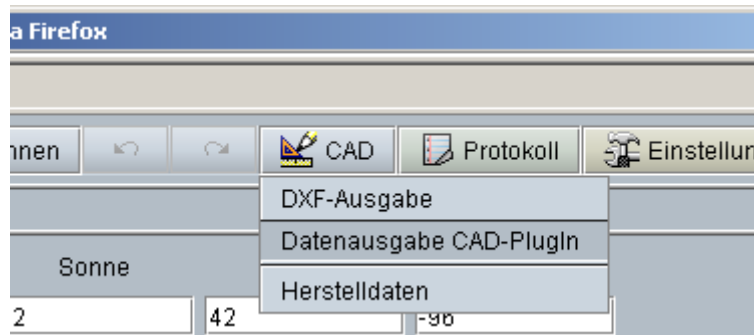 a Firefox
nnen CAD Protokoll Einstellun
DXF-Ausgabe
Datenausgabe CAD-PlugIn
Sonne
Herstelldaten
2 42 -96